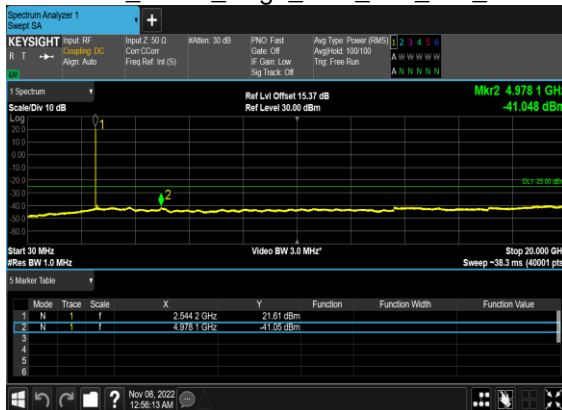 Spectrum Analyzer 1
Swept SA
+
KEYSIGHT Input: RF Input Z: 50 Ω #Atten: 30 dB PNO: Fast Avg Type: Power (RMS) 1 2 3 4 5 6
R T Coupling: DC Corr CCorr Gate: Off Avg|Hold: 100/100 A W W W W W
Align: Auto Freq Ref: Int (S) IF Gain: Low Trig: Free Run
Sig Track: Off A N N N N N
1 Spectrum Ref Lvl Offset 15.37 dB Mkr2 4.978 1 GHz
Scale/Div 10 dB Ref Level 30.00 dBm -41.048 dBm
Log
20.0
10.0
0.00
-10.0
-20.0
-30.0
-40.0
-50.0
-60.0
1
2
DL1 -25.00 dBm
Start 30 MHz Video BW 3.0 MHz* Stop 20.000 GHz
#Res BW 1.0 MHz Sweep ~38.3 ms (40001 pts)
5 Marker Table
Mode Trace Scale X Y Function Function Width Function Value
1 N 1 f 2.544 2 GHz 21.61 dBm
2 N 1 f 4.978 1 GHz -41.05 dBm
3
4
5
6
? Nov 08, 2022
12:56:13 AM